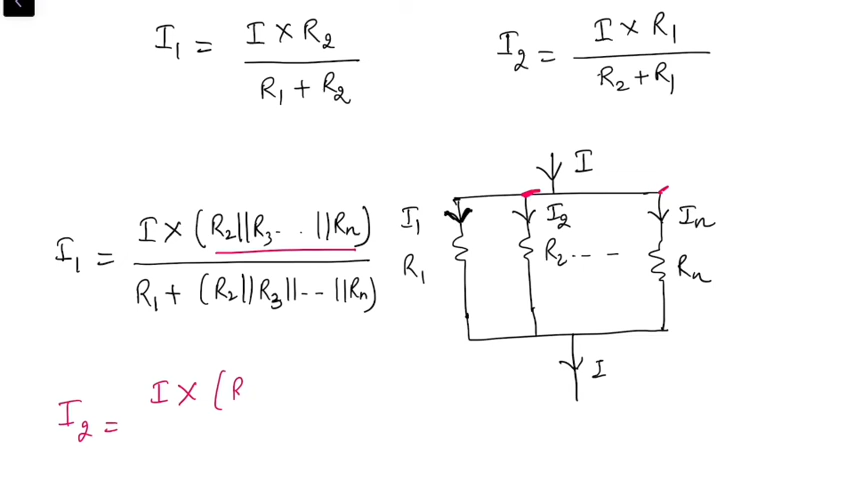 I₁ = I × R₂ / R₁ + R₂
I₂ = I × R₁ / R₂ + R₁
I₁ = I × (R₂||R₃. . ||Rₙ) / R₁ + (R₂||R₃||-- ||Rₙ)
I
I₁ I₂ Iₙ
R₁ R₂ ... – Rₙ
I
I₂ = I × (R